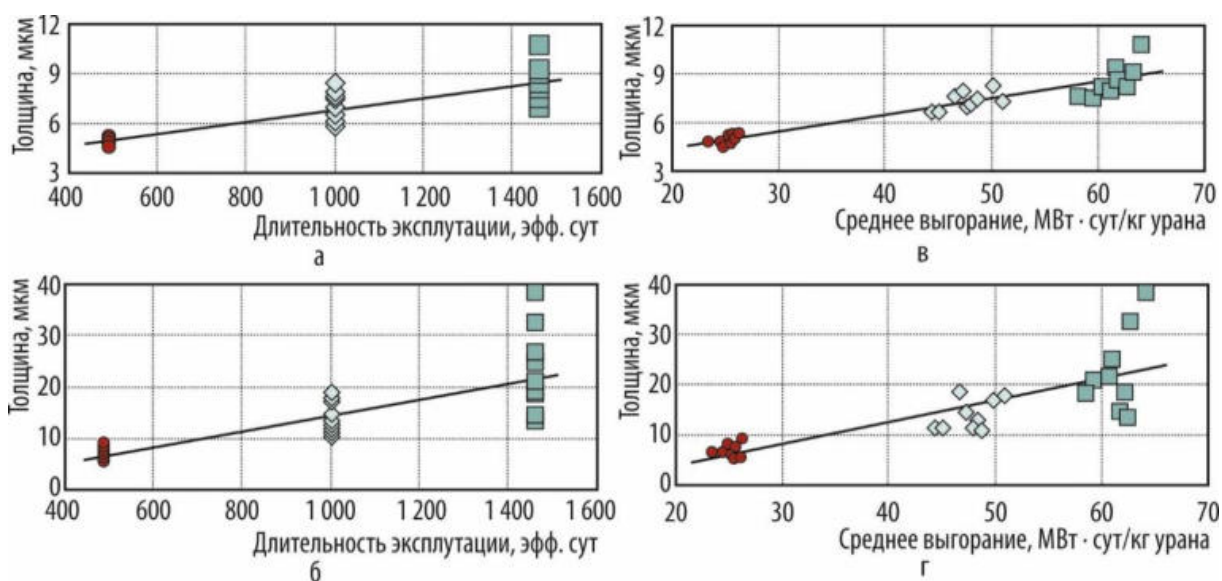 Толщина, мкм
12
9
6
3
400 600 800 1 000 1 200 1 400 1 600
Длительность эксплутации, эфф. сут
а
Толщина, мкм
12
9
6
3
20 30 40 50 60 70
Среднее выгорание, МВт · сут/кг урана
в
Толщина, мкм
40
30
20
10
0
400 600 800 1 000 1 200 1 400 1 600
Длительность эксплутации, эфф. сут
б
Толщина, мкм
40
30
20
10
0
20 30 40 50 60 70
Среднее выгорание, МВт · сут/кг урана
г